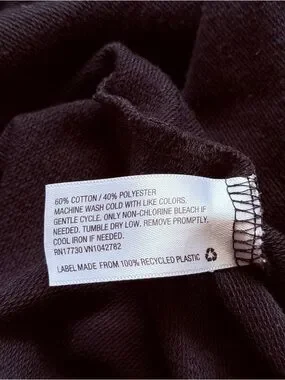 60% COTTON / 40% POLYESTER
MACHINE WASH COLD WITH LIKE COLORS.
GENTLE CYCLE. ONLY NON-CHLORINE BLEACH IF
NEEDED. TUMBLE DRY LOW. REMOVE PROMPTLY.
COOL IRON IF NEEDED.
RN17730 VN1042782
LABEL MADE FROM 100% RECYCLED PLASTIC